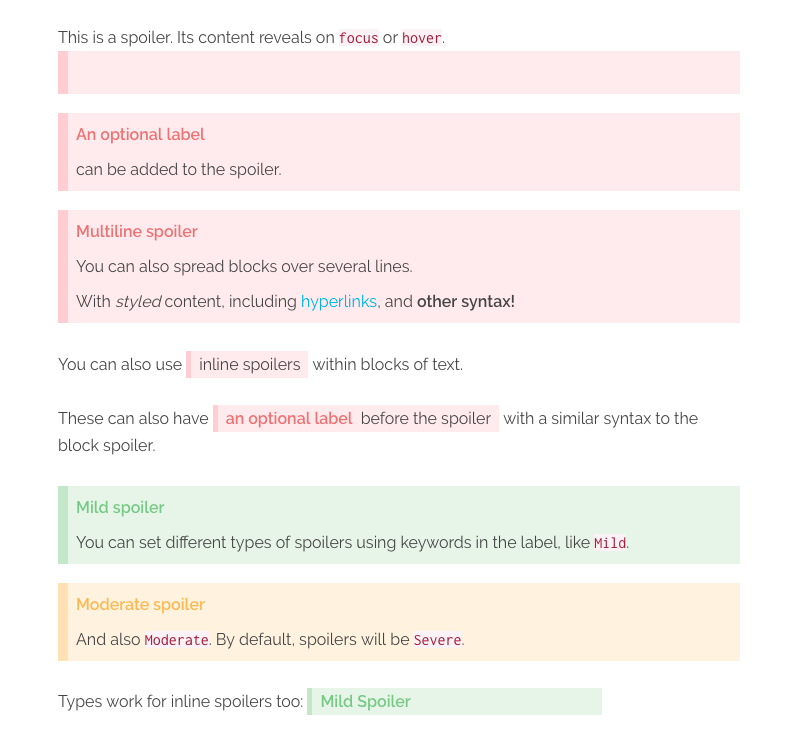 This is a spoiler. Its content reveals on focus or hover.
An optional label
can be added to the spoiler.
Multiline spoiler
You can also spread blocks over several lines.
With styled content, including hyperlinks, and other syntax!
You can also use inline spoilers within blocks of text.
These can also have an optional label before the spoiler with a similar syntax to the
block spoiler.
Mild spoiler
You can set different types of spoilers using keywords in the label, like Mild.
Moderate spoiler
And also Moderate. By default, spoilers will be Severe.
Types work for inline spoilers too: Mild Spoiler